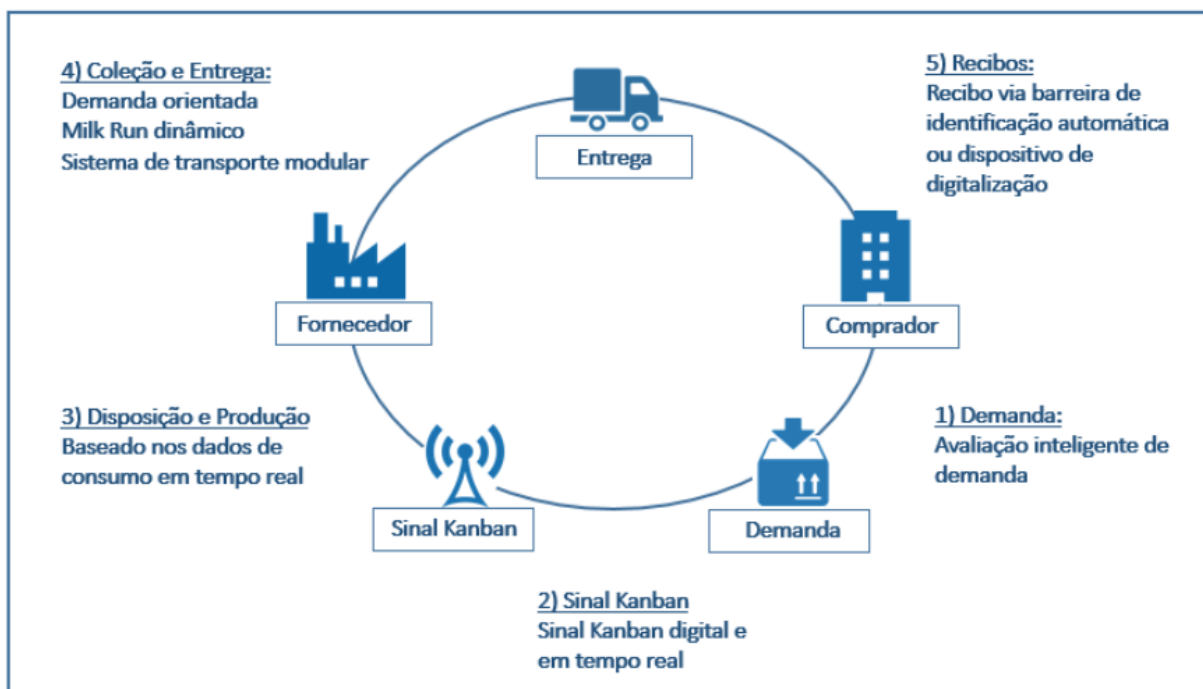 4) Coleção e Entrega:
Demanda orientada
Milk Run dinâmico
Sistema de transporte modular
Entrega
5) Recibos:
Recibo via barreira de
identificação automática
ou dispositivo de
digitalização
Fornecedor
Comprador
3) Disposição e Produção
Baseado nos dados de
consumo em tempo real
Sinal Kanban
Demanda
1) Demanda:
Avaliação inteligente de
demanda
2) Sinal Kanban
Sinal Kanban digital e
em tempo real